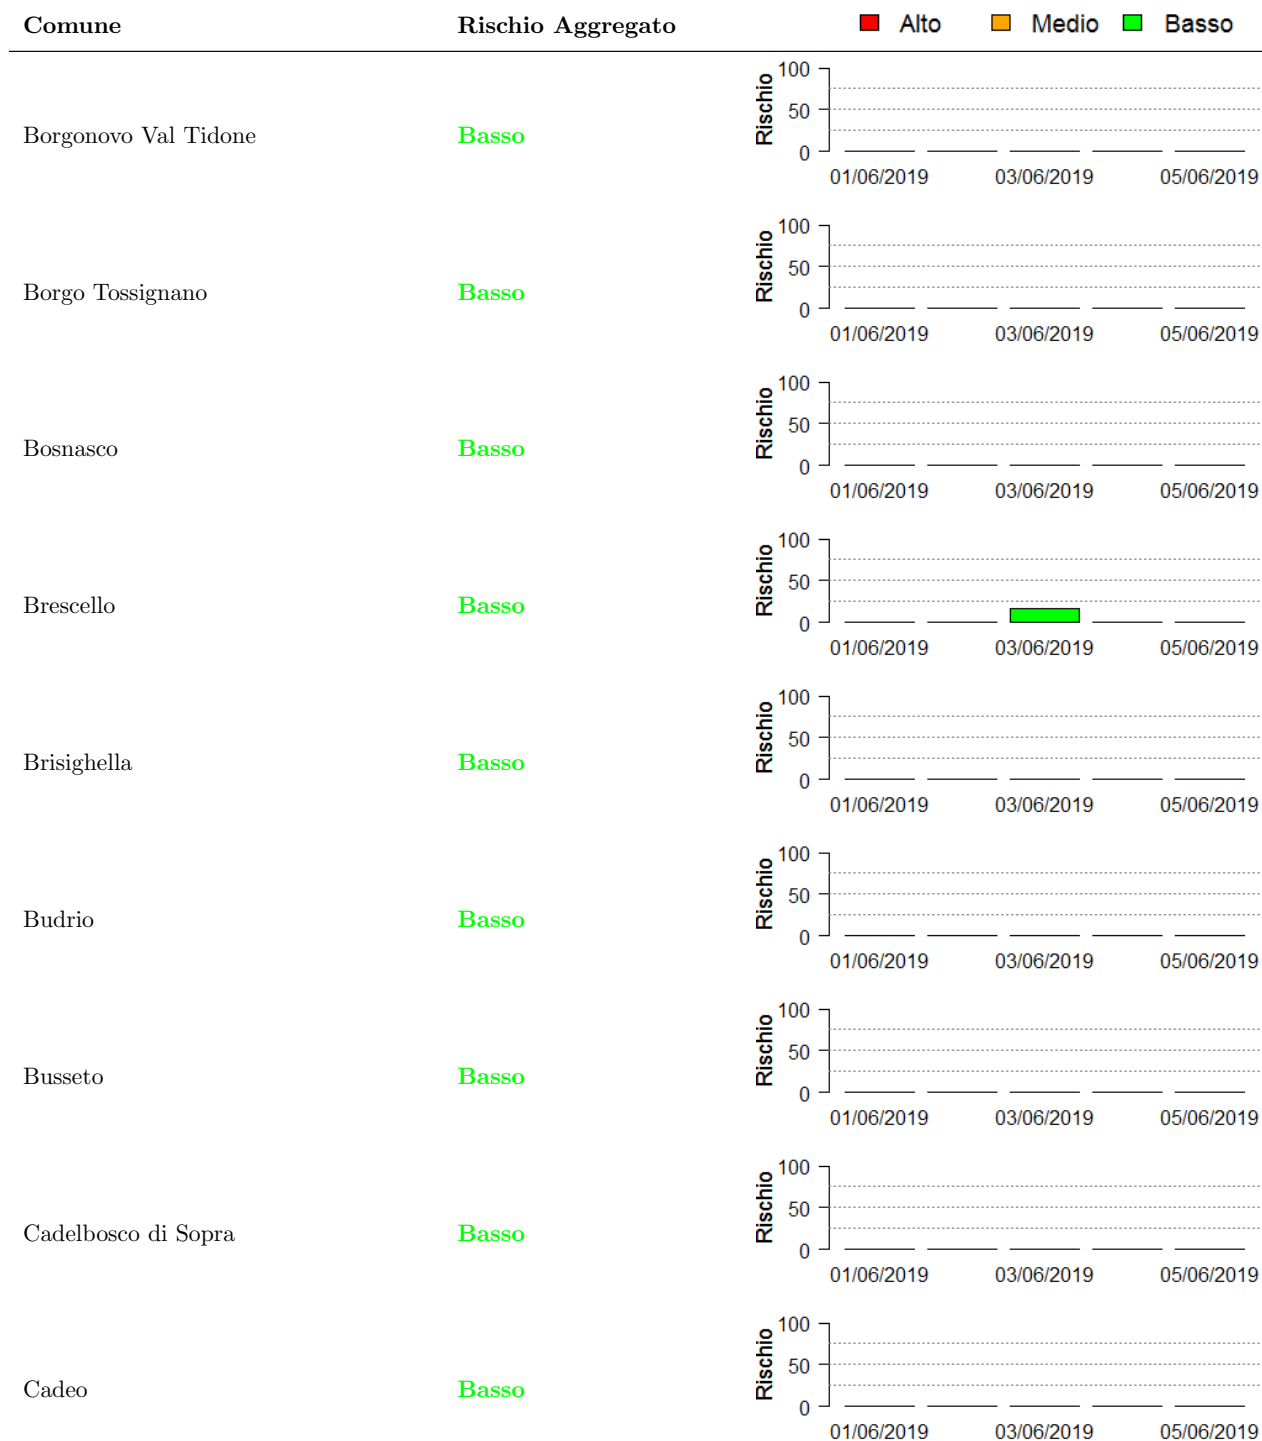 Comune Rischio Aggregato Alto Medio Basso
100
50
0
Rischio
Borgonovo Val Tidone Basso
01/06/2019 03/06/2019 05/06/2019
100
50
0
Rischio
Borgo Tossignano Basso
01/06/2019 03/06/2019 05/06/2019
100
50
0
Rischio
Bosnasco Basso
01/06/2019 03/06/2019 05/06/2019
100
50
0
Rischio
Brescello Basso
01/06/2019 03/06/2019 05/06/2019
100
50
0
Rischio
Brisighella Basso
01/06/2019 03/06/2019 05/06/2019
100
50
0
Rischio
Budrio Basso
01/06/2019 03/06/2019 05/06/2019
100
50
0
Rischio
Busseto Basso
01/06/2019 03/06/2019 05/06/2019
100
50
0
Rischio
Cadelbosco di Sopra Basso
01/06/2019 03/06/2019 05/06/2019
100
50
0
Rischio
Cadeo Basso
01/06/2019 03/06/2019 05/06/2019